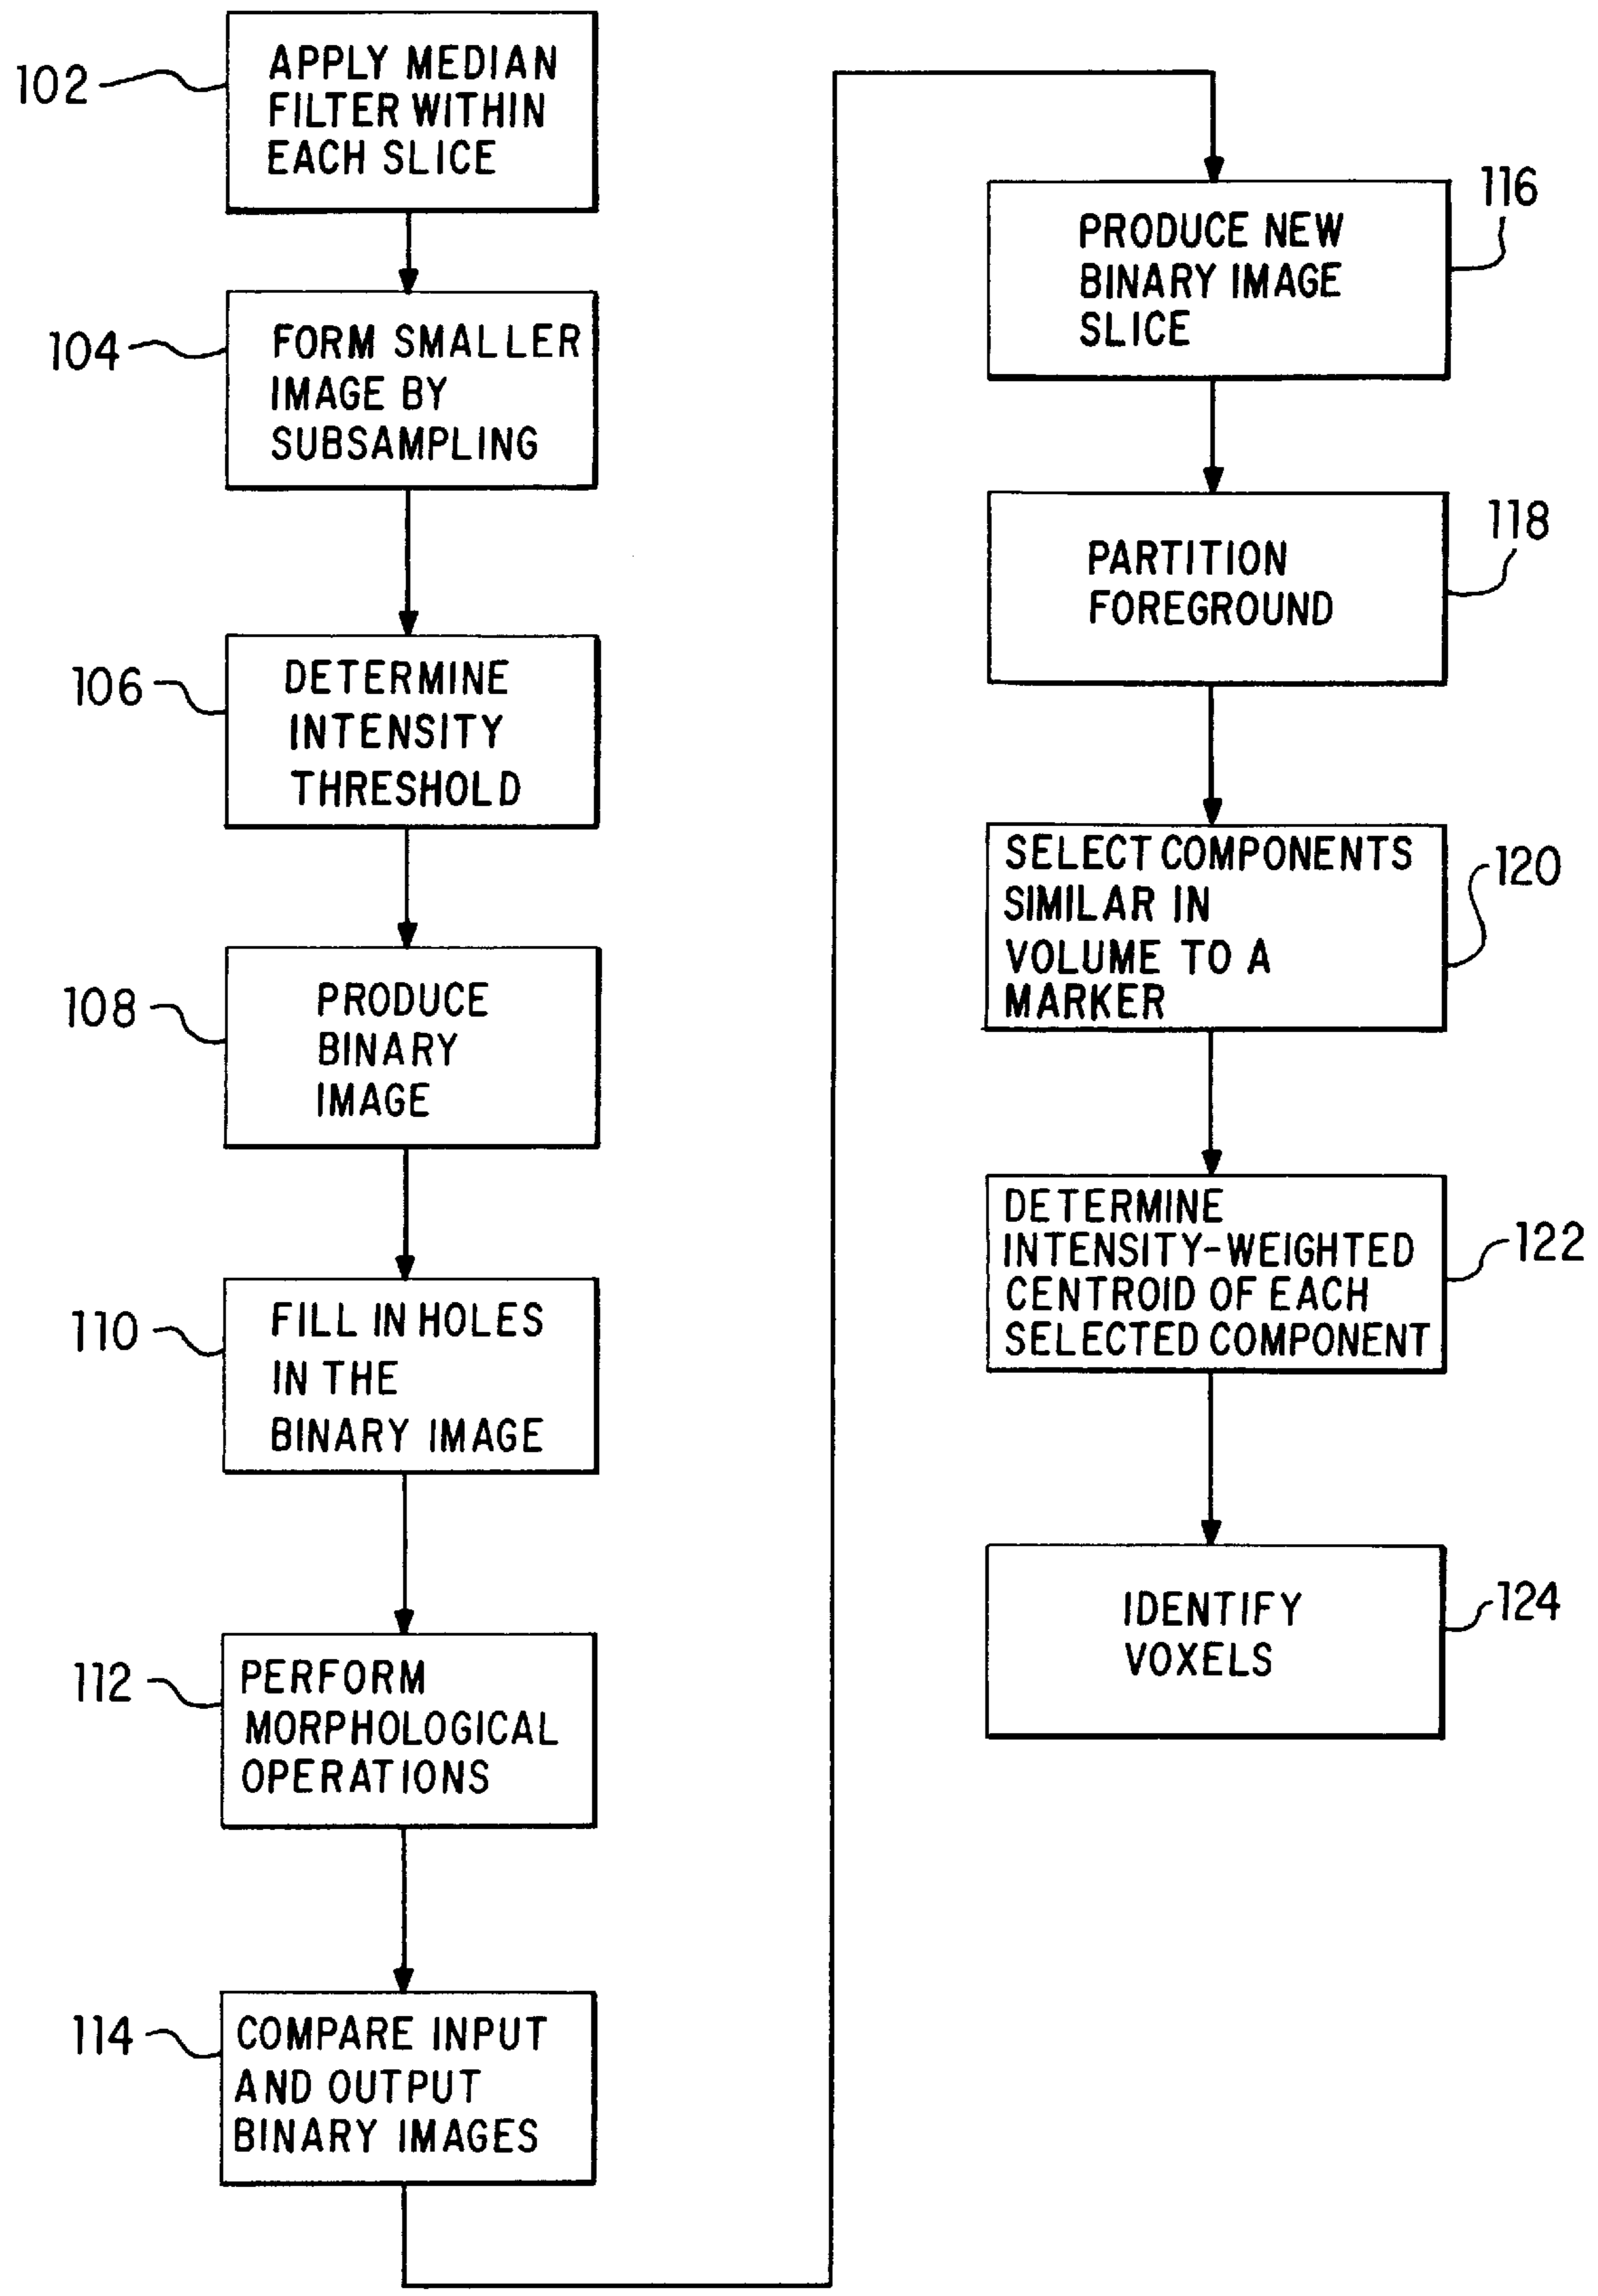 102
APPLY MEDIAN
FILTER WITHIN
EACH SLICE
104
FORM SMALLER
IMAGE BY
SUBSAMPLING
106
DETERMINE
INTENSITY
THRESHOLD
108
PRODUCE
BINARY
IMAGE
110
FILL IN HOLES
IN THE
BINARY IMAGE
112
PERFORM
MORPHOLOGICAL
OPERATIONS
114
COMPARE INPUT
AND OUTPUT
BINARY IMAGES
116
PRODUCE NEW
BINARY IMAGE
SLICE
118
PARTITION
FOREGROUND
120
SELECT COMPONENTS
SIMILAR IN
VOLUME TO A
MARKER
122
DETERMINE
INTENSITY-WEIGHTED
CENTROID OF EACH
SELECTED COMPONENT
124
IDENTIFY
VOXELS